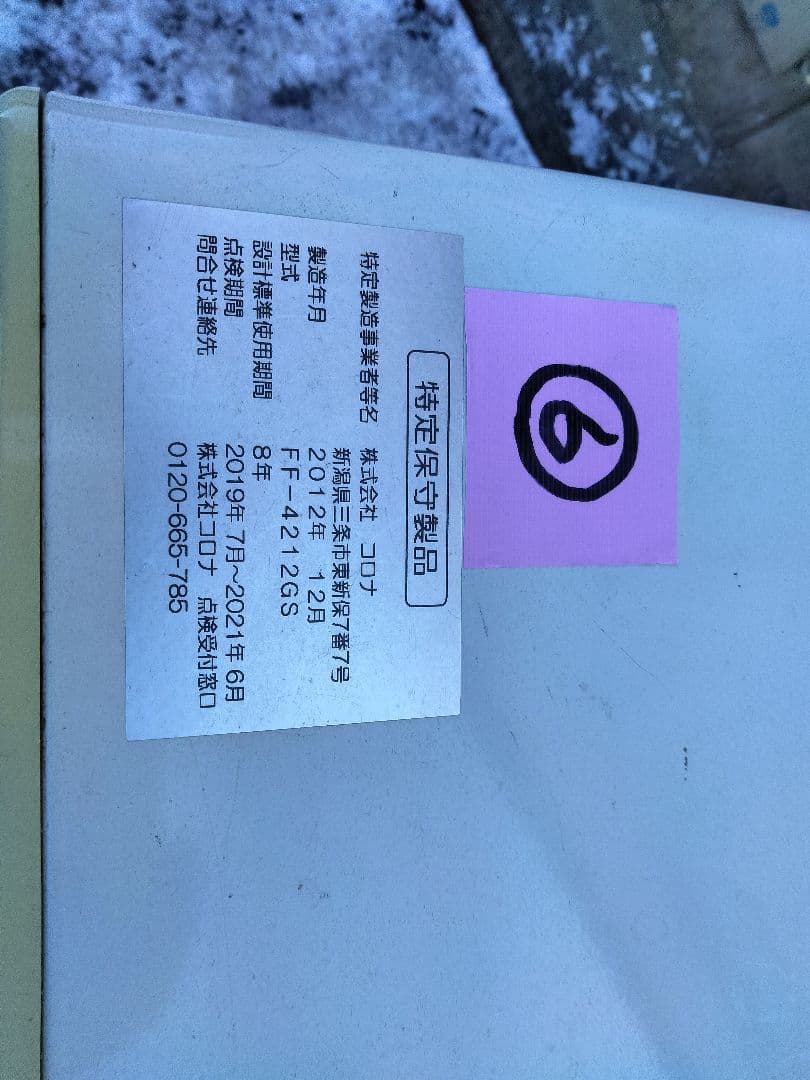 ⑥
特定保守製品
特定製造事業者等名 株式会社 コロナ
新潟県三条市東新保7番7号
製造年月 2012年 12月
型式 FF-4212GS
設計標準使用期間 8年
点検期間 2019年 7月~2021年 6月
問合せ連絡先 株式会社コロナ 点検受付窓口
0120-665-785